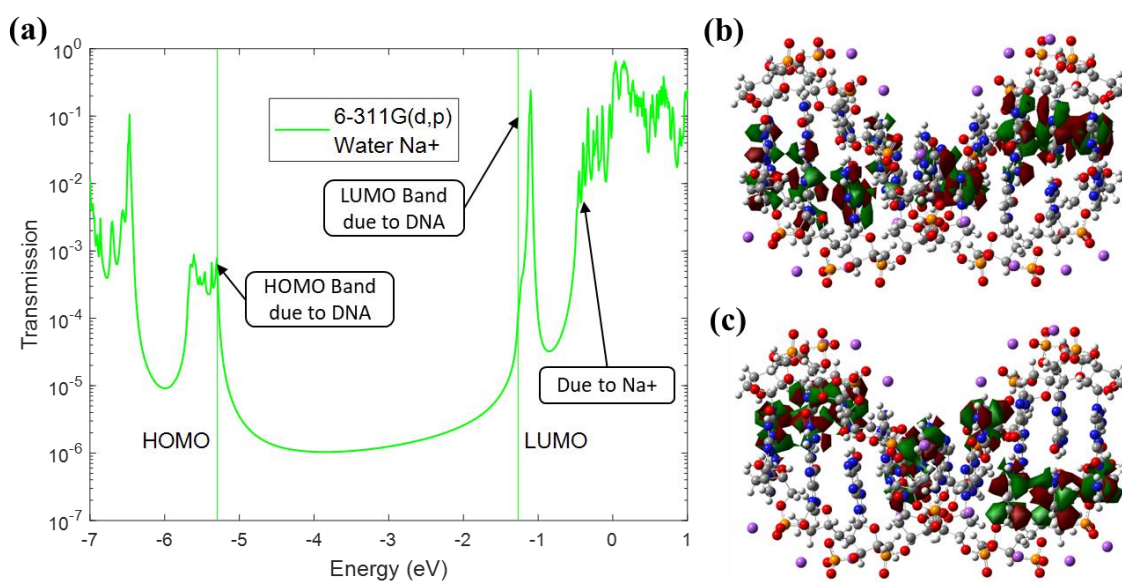 (a)
Transmission
10^0
10^-1
10^-2
10^-3
10^-4
10^-5
10^-6
10^-7
6-311G(d,p)
Water Na+
LUMO Band
due to DNA
HOMO Band
due to DNA
Due to Na+
HOMO
LUMO
-7
-6
-5
-4
-3
-2
-1
0
1
Energy (eV)
(b)
(c)